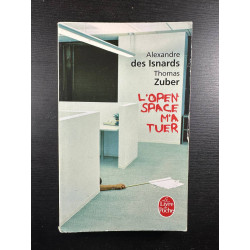 Alexandre
des Isnards
Thomas
Zuber
L'OPEN
SPACE M'A
TUER
Le Livre
de Poche